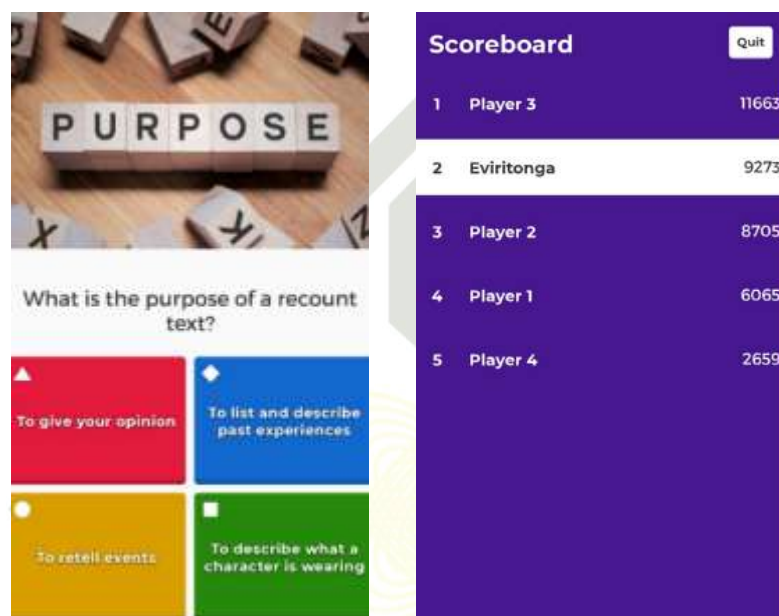 PURPOSE
What is the purpose of a recount
text?
To give your opinion
To list and describe
past experiences
To retell events
To describe what a
character is wearing
Scoreboard
Quit
1 Player 3 11663
2 Eviritonga 9273
3 Player 2 8705
4 Player 1 6065
5 Player 4 2659